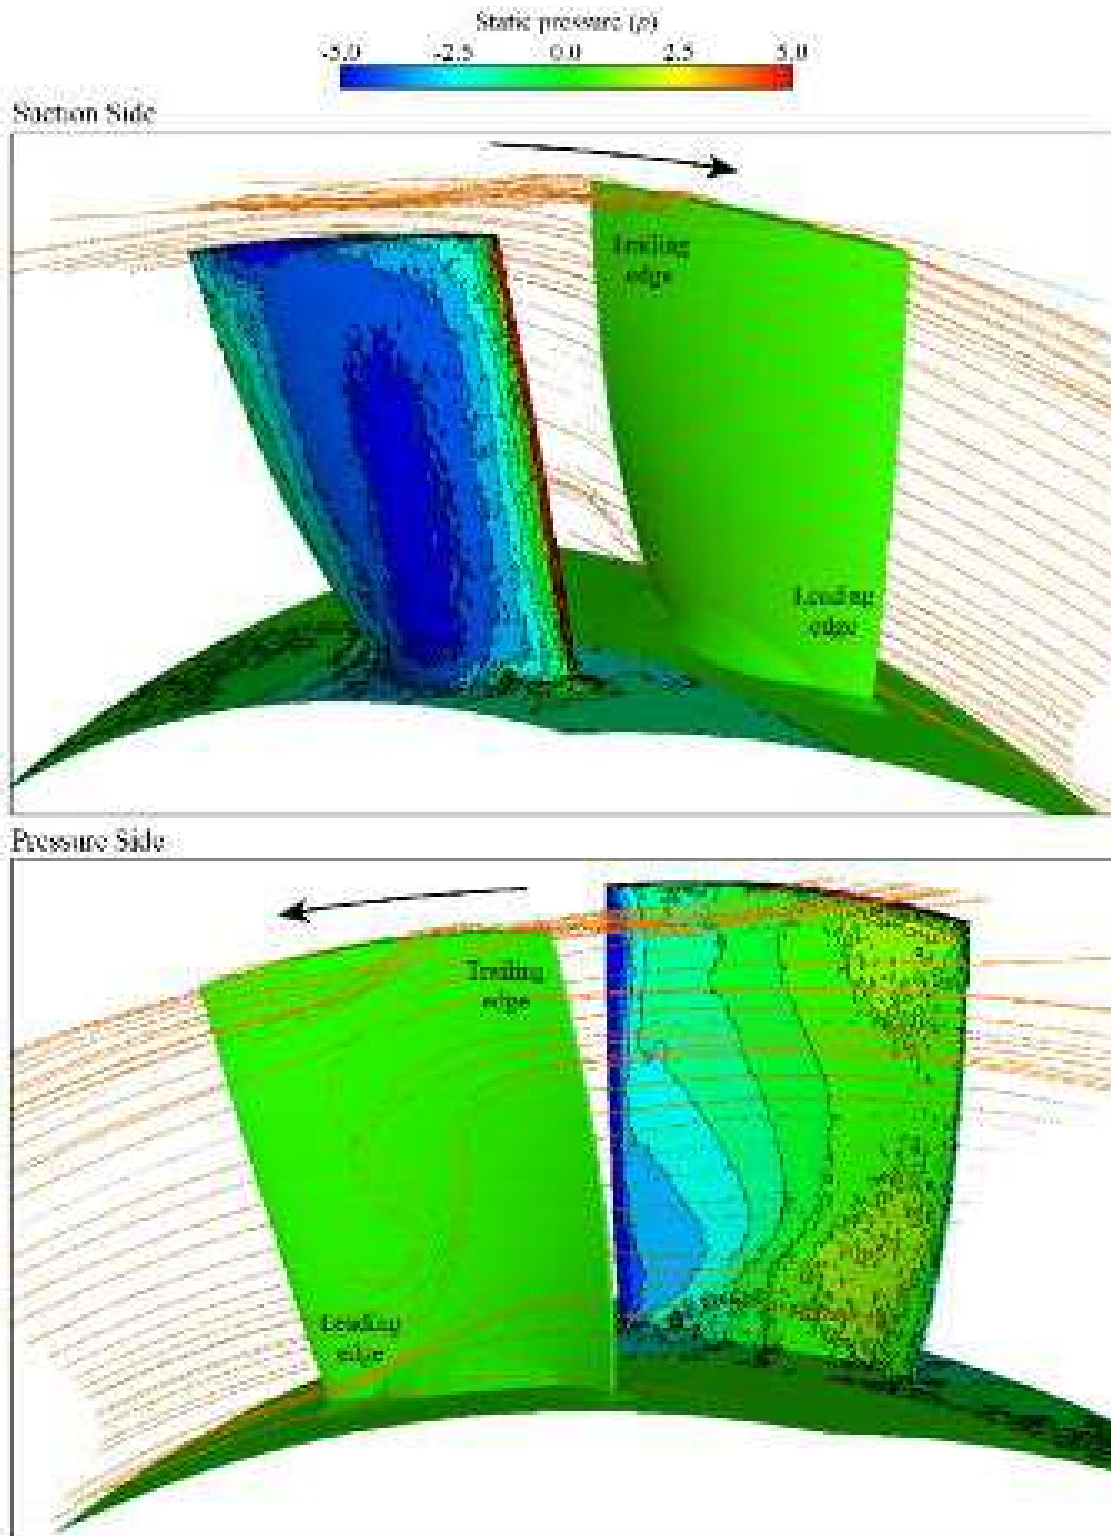 Static pressure (p)
-5.0 -2.5 0.0 2.5 5.0
Suction Side
Trailing
edge
Leading
edge
Pressure Side
Trailing
edge
Leading
edge